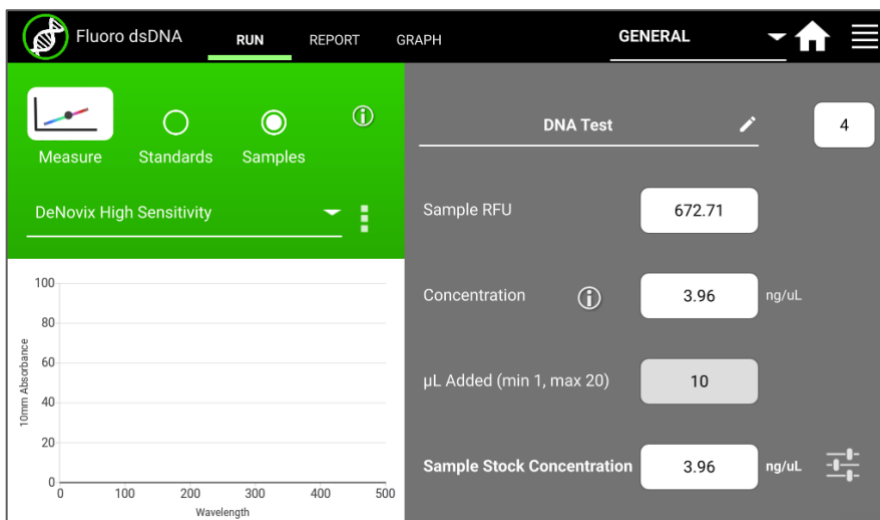 Fluoro dsDNA
RUN
REPORT
GRAPH
GENERAL
Measure
Standards
Samples
DeNovix High Sensitivity
100
80
60
40
20
0
10mm Absorbance
0 100 200 300 400 500
Wavelength
DNA Test
4
Sample RFU 672.71
Concentration 3.96 ng/uL
µL Added (min 1, max 20) 10
Sample Stock Concentration 3.96 ng/uL